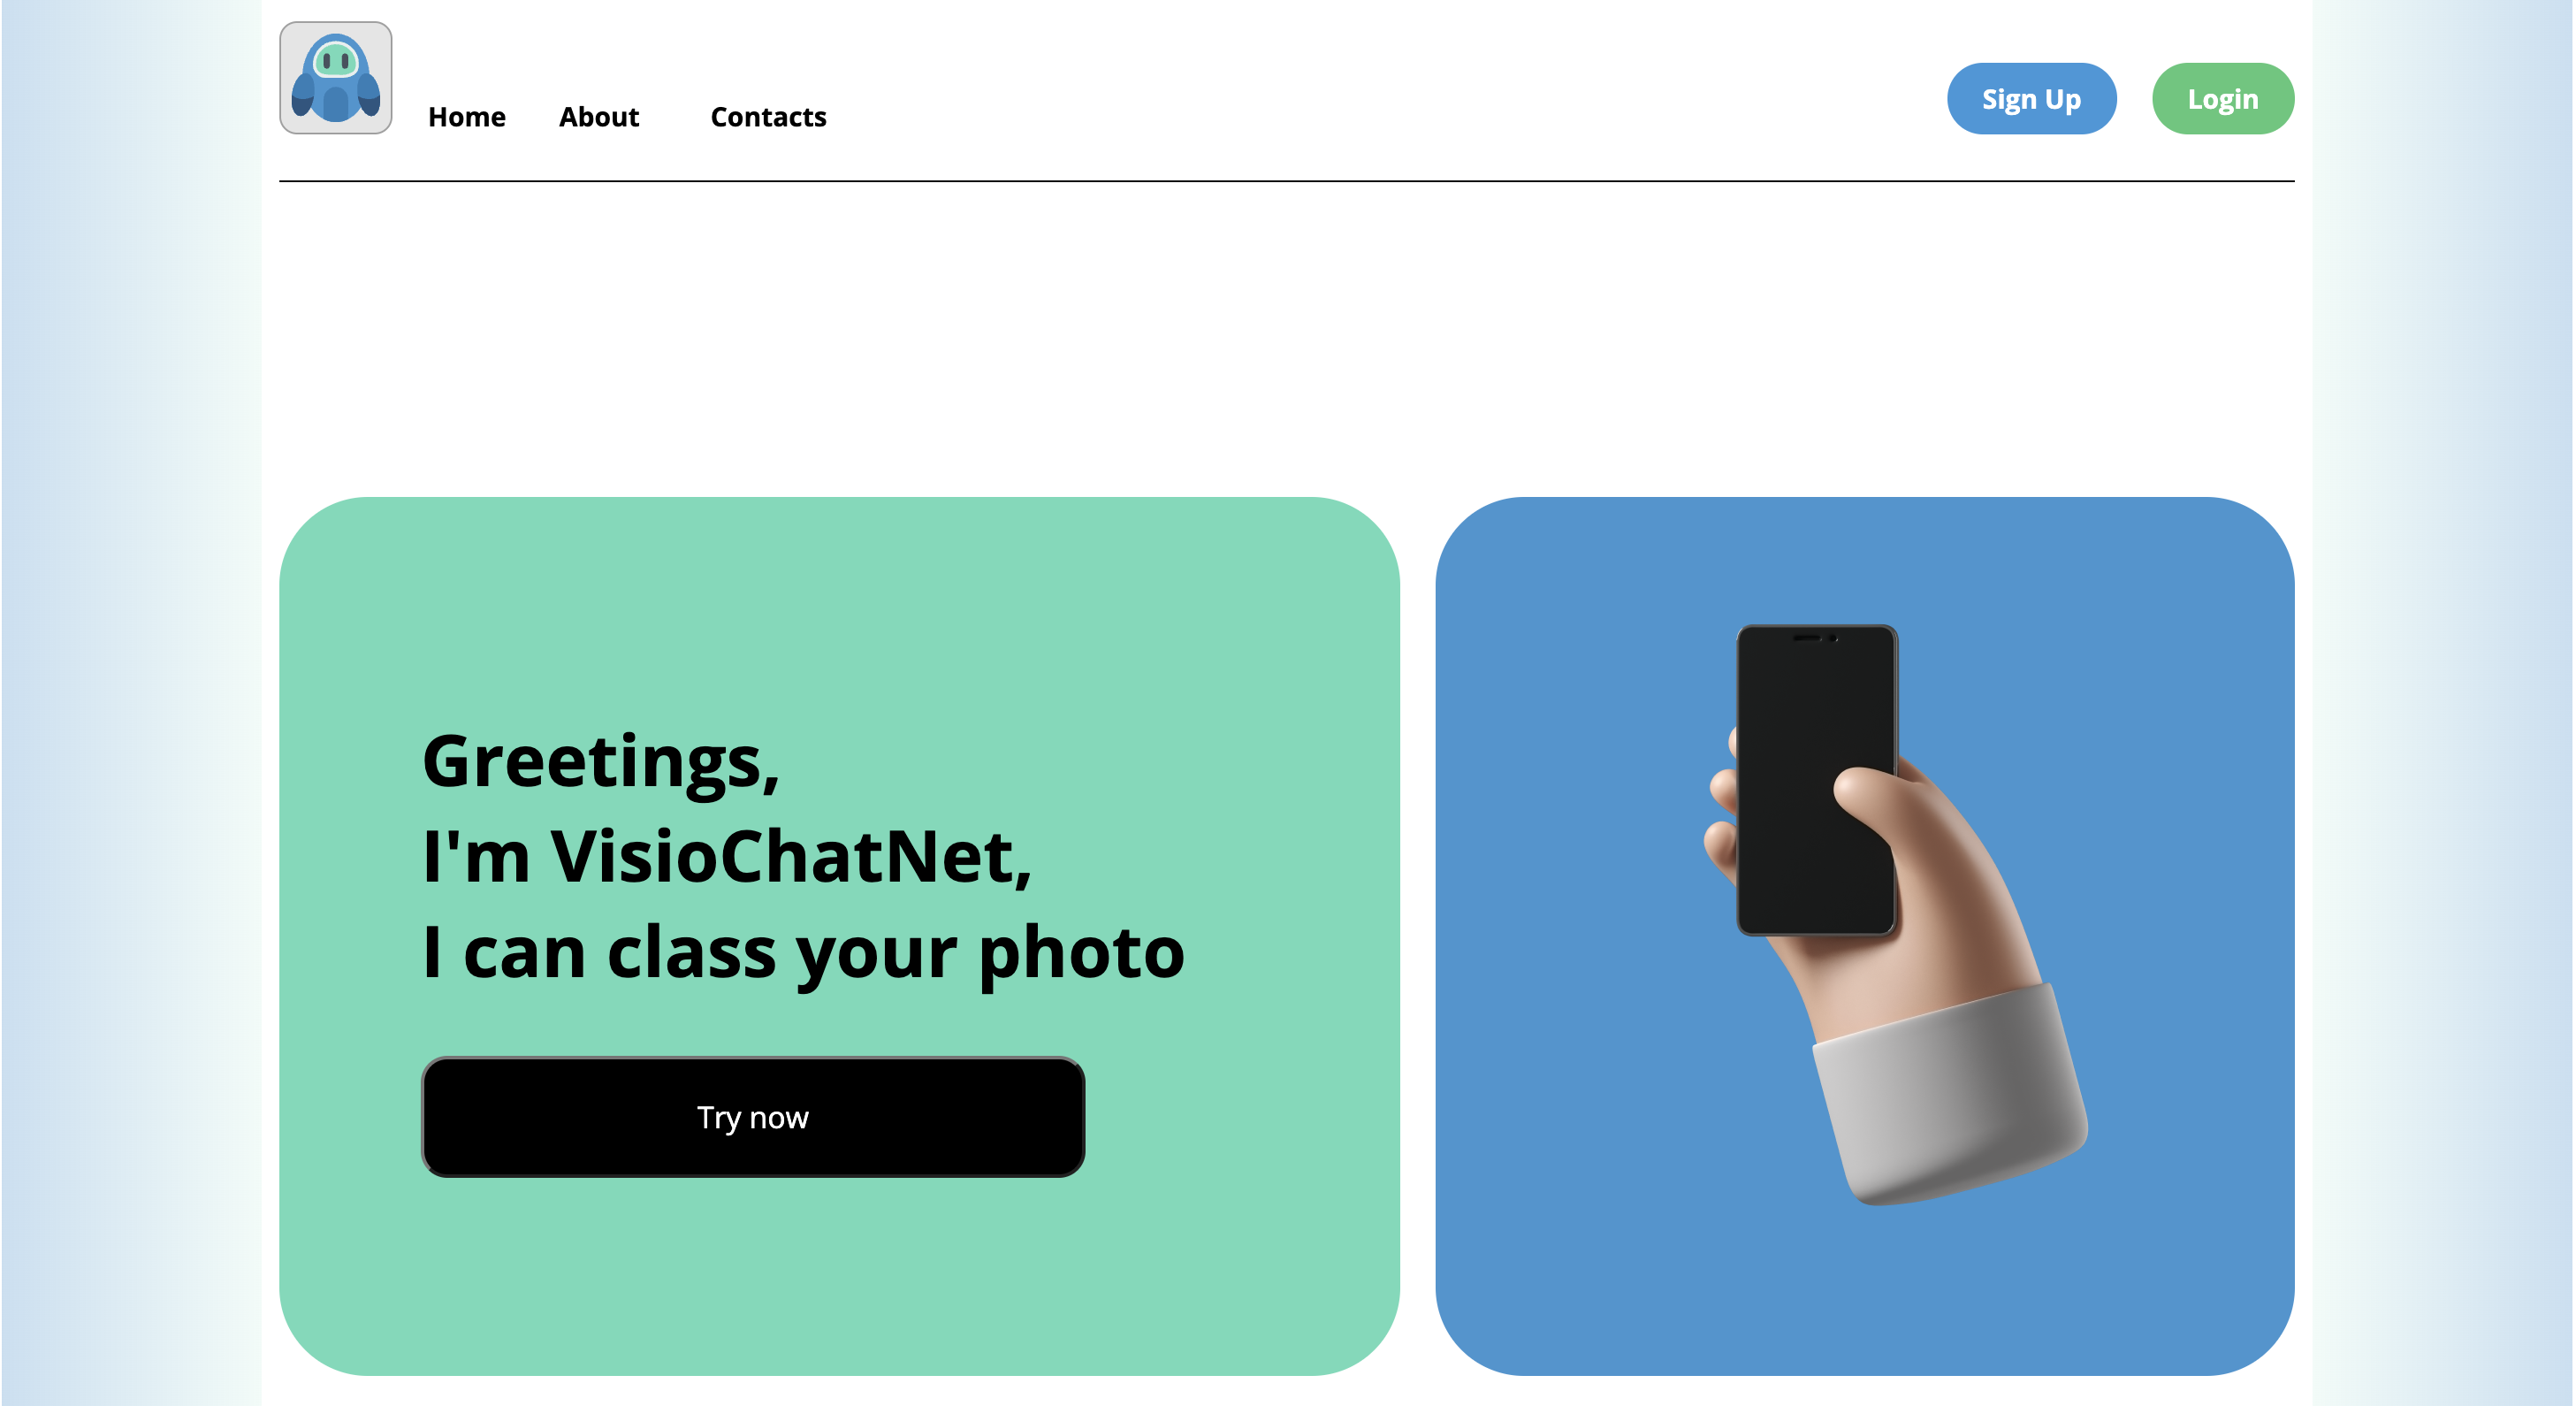 Home About Contacts Sign Up Login
Greetings,
I'm VisioChatNet,
I can class your photo
Try now